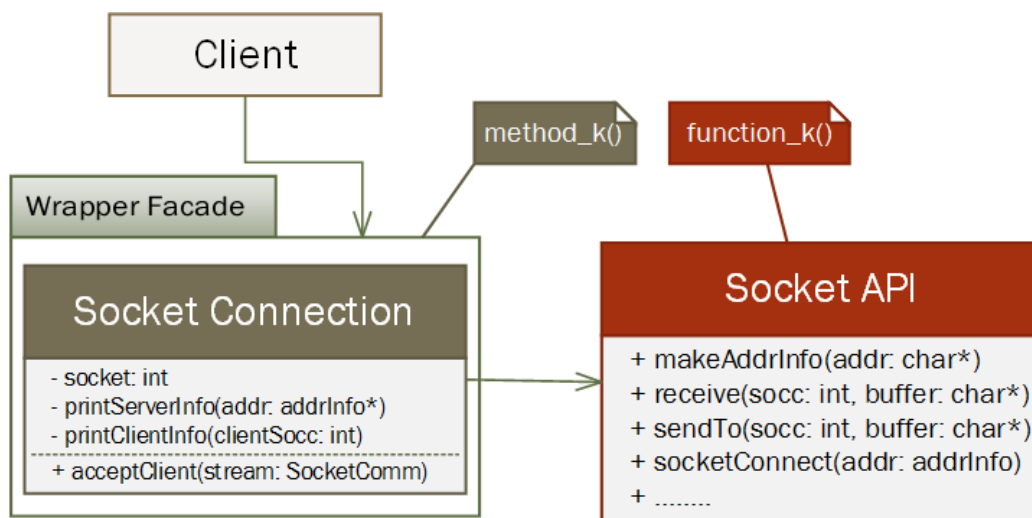 Client
method_k()
function_k()
Wrapper Facade
Socket Connection
- socket: int
- printServerInfo(addr: addrInfo*)
- printClientInfo(clientSocc: int)
+ acceptClient(stream: SocketComm)
Socket API
+ makeAddrInfo(addr: char*)
+ receive(socc: int, buffer: char*)
+ sendTo(socc: int, buffer: char*)
+ socketConnect(addr: addrInfo)
+ ........